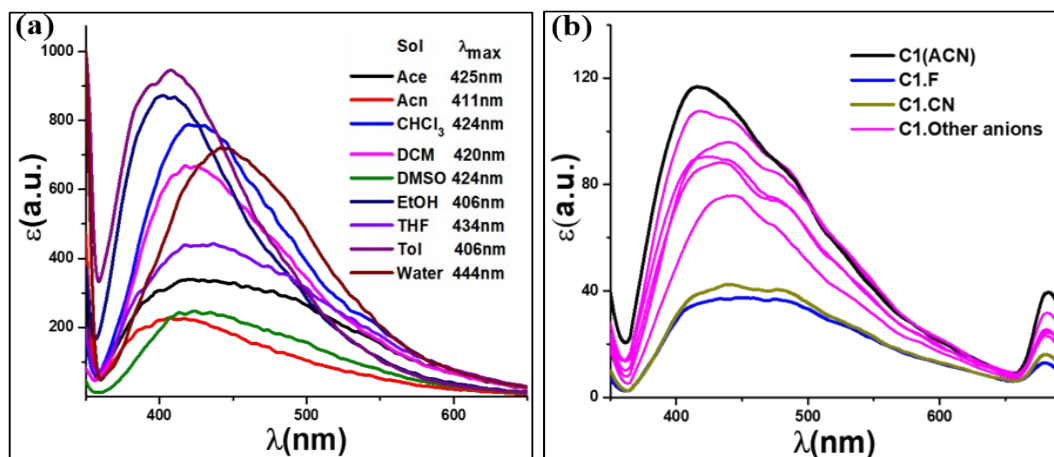 (a)
Sol λmax
Ace 425nm
Acn 411nm
CHCl3 424nm
DCM 420nm
DMSO 424nm
EtOH 406nm
THF 434nm
Tol 406nm
Water 444nm
ε(a.u.)
1000
800
600
400
200
400 500 600
λ(nm)
(b)
C1(ACN)
C1.F
C1.CN
C1.Other anions
ε(a.u.)
120
80
40
0
400 500 600
λ(nm)